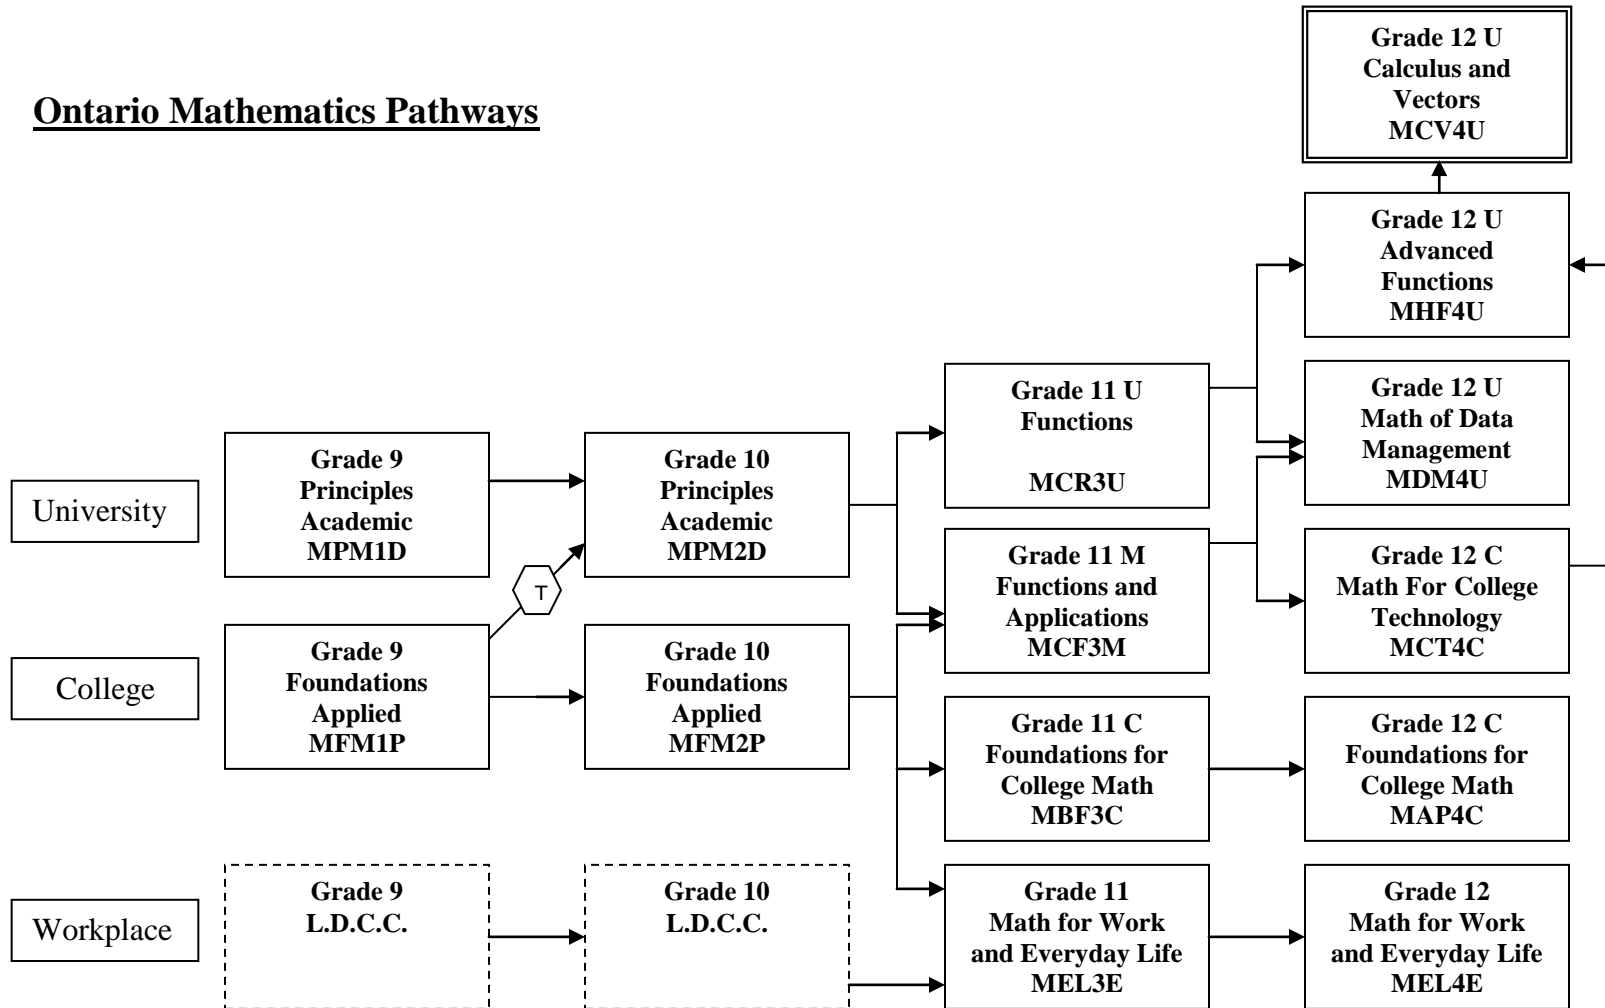 Ontario Mathematics Pathways
Grade 12 U
Calculus and
Vectors
MCV4U
Grade 12 U
Advanced
Functions
MHF4U
Grade 11 U
Functions
MCR3U
Grade 12 U
Math of Data
Management
MDM4U
University
Grade 9
Principles
Academic
MPM1D
Grade 10
Principles
Academic
MPM2D
T
Grade 11 M
Functions and
Applications
MCF3M
Grade 12 C
Math For College
Technology
MCT4C
College
Grade 9
Foundations
Applied
MFM1P
Grade 10
Foundations
Applied
MFM2P
Grade 11 C
Foundations for
College Math
MBF3C
Grade 12 C
Foundations for
College Math
MAP4C
Workplace
Grade 9
L.D.C.C.
Grade 10
L.D.C.C.
Grade 11
Math for Work
and Everyday Life
MEL3E
Grade 12
Math for Work
and Everyday Life
MEL4E